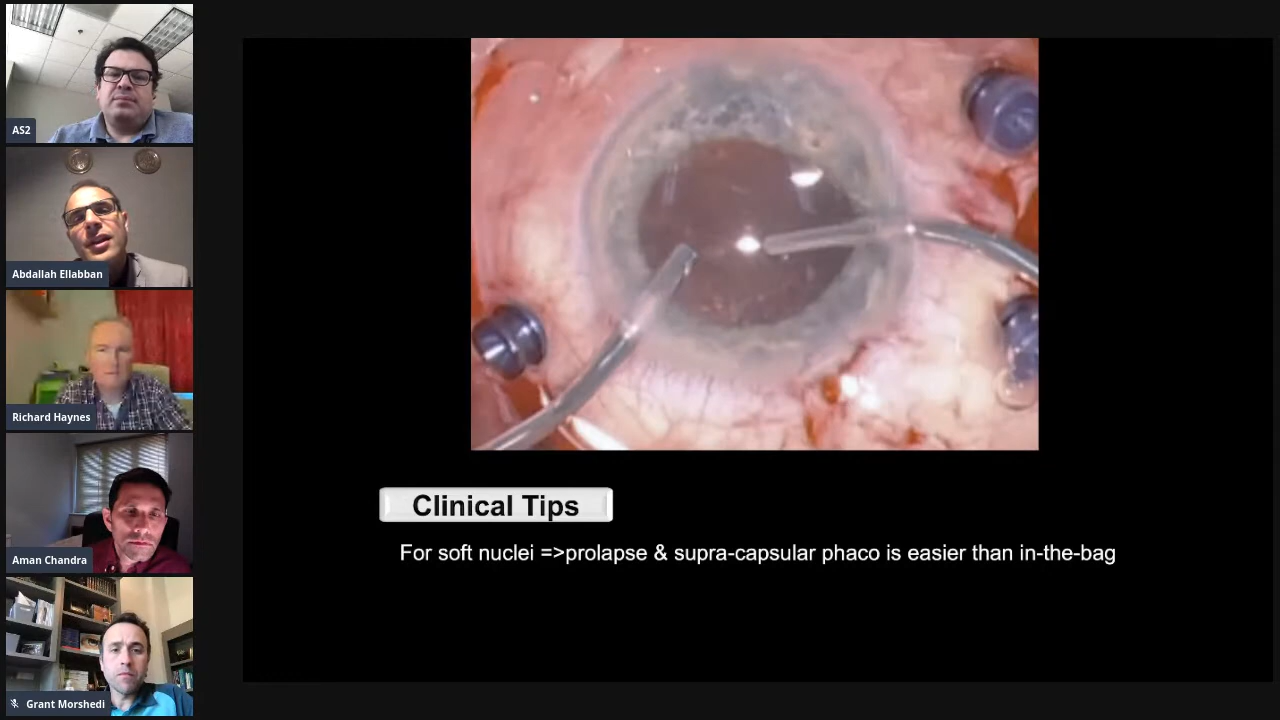 AS2
Abdallah Ellabban
Richard Haynes
Aman Chandra
Grant Morshedi
Clinical Tips
For soft nuclei =>prolapse & supra-capsular phaco is easier than in-the-bag